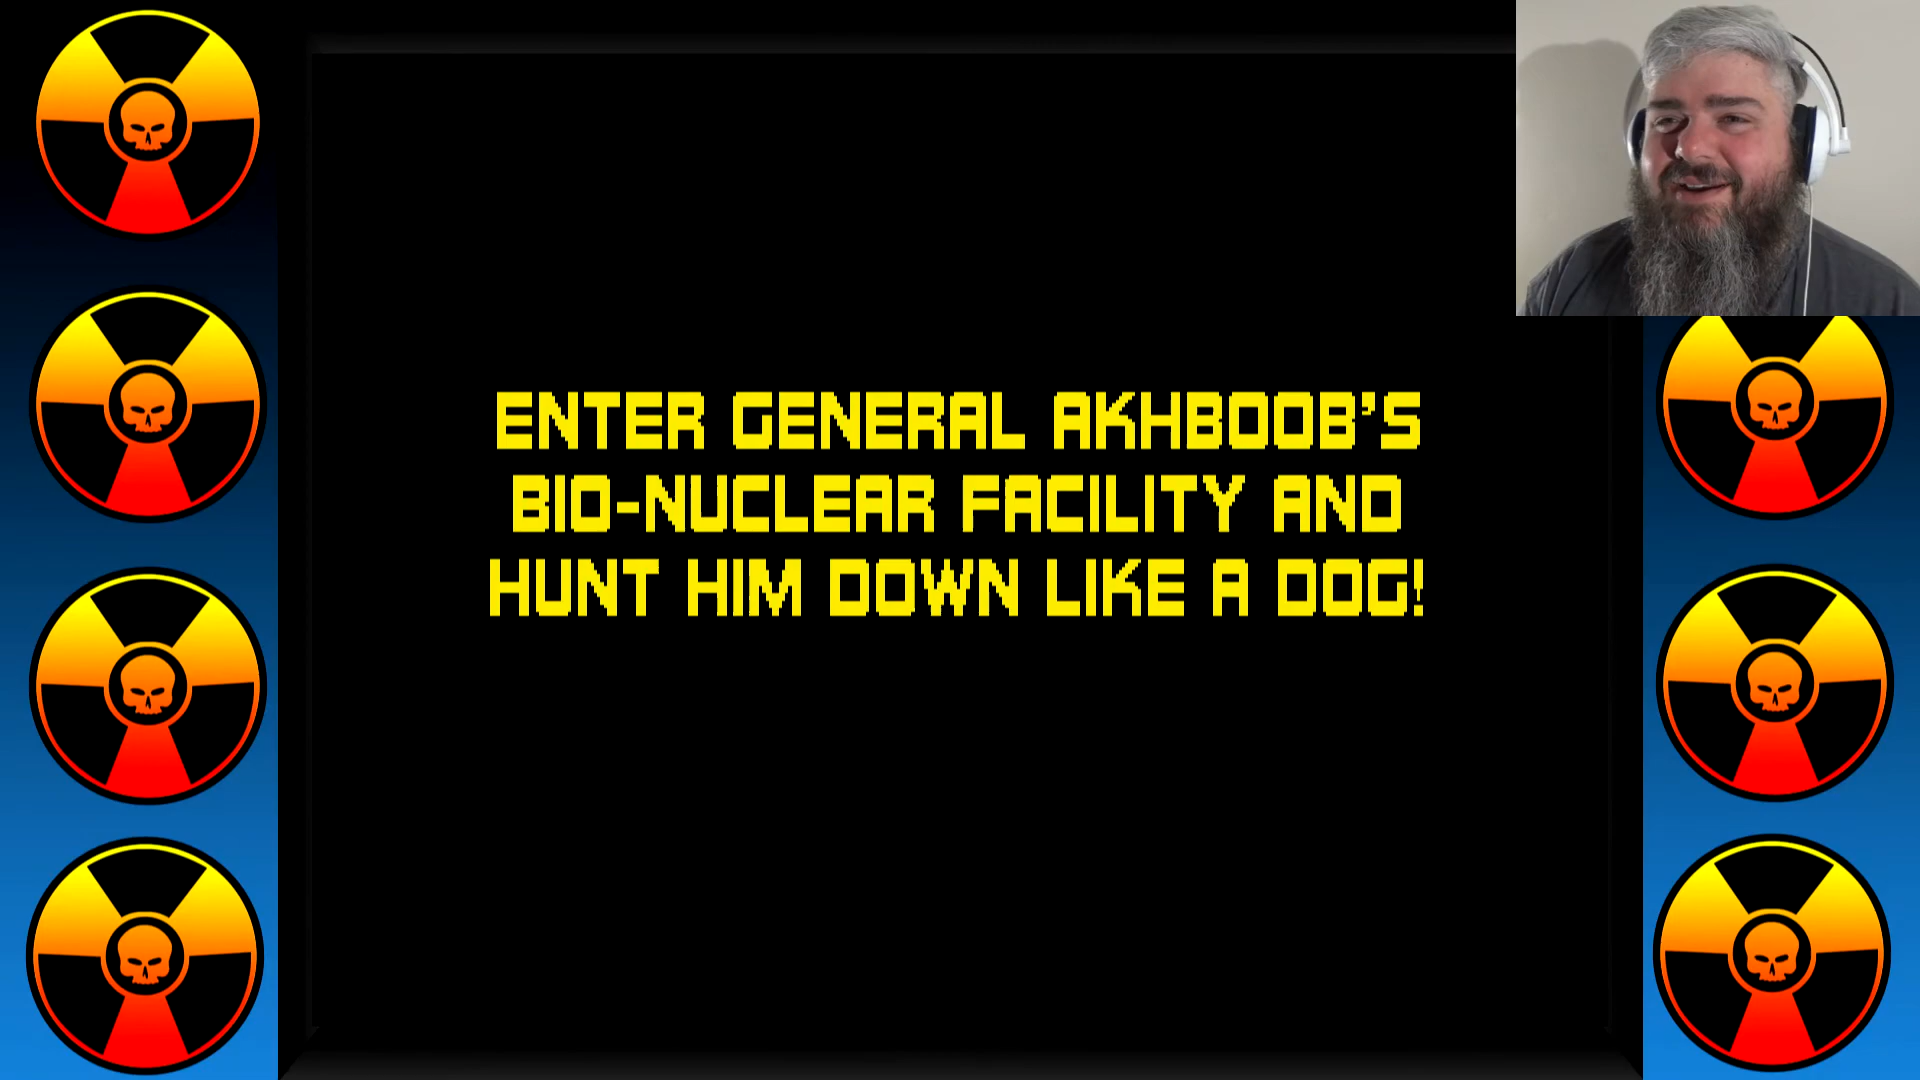 ENTER GENERAL AKHBOOB'S
BIO-NUCLEAR FACILITY AND
HUNT HIM DOWN LIKE A DOG!